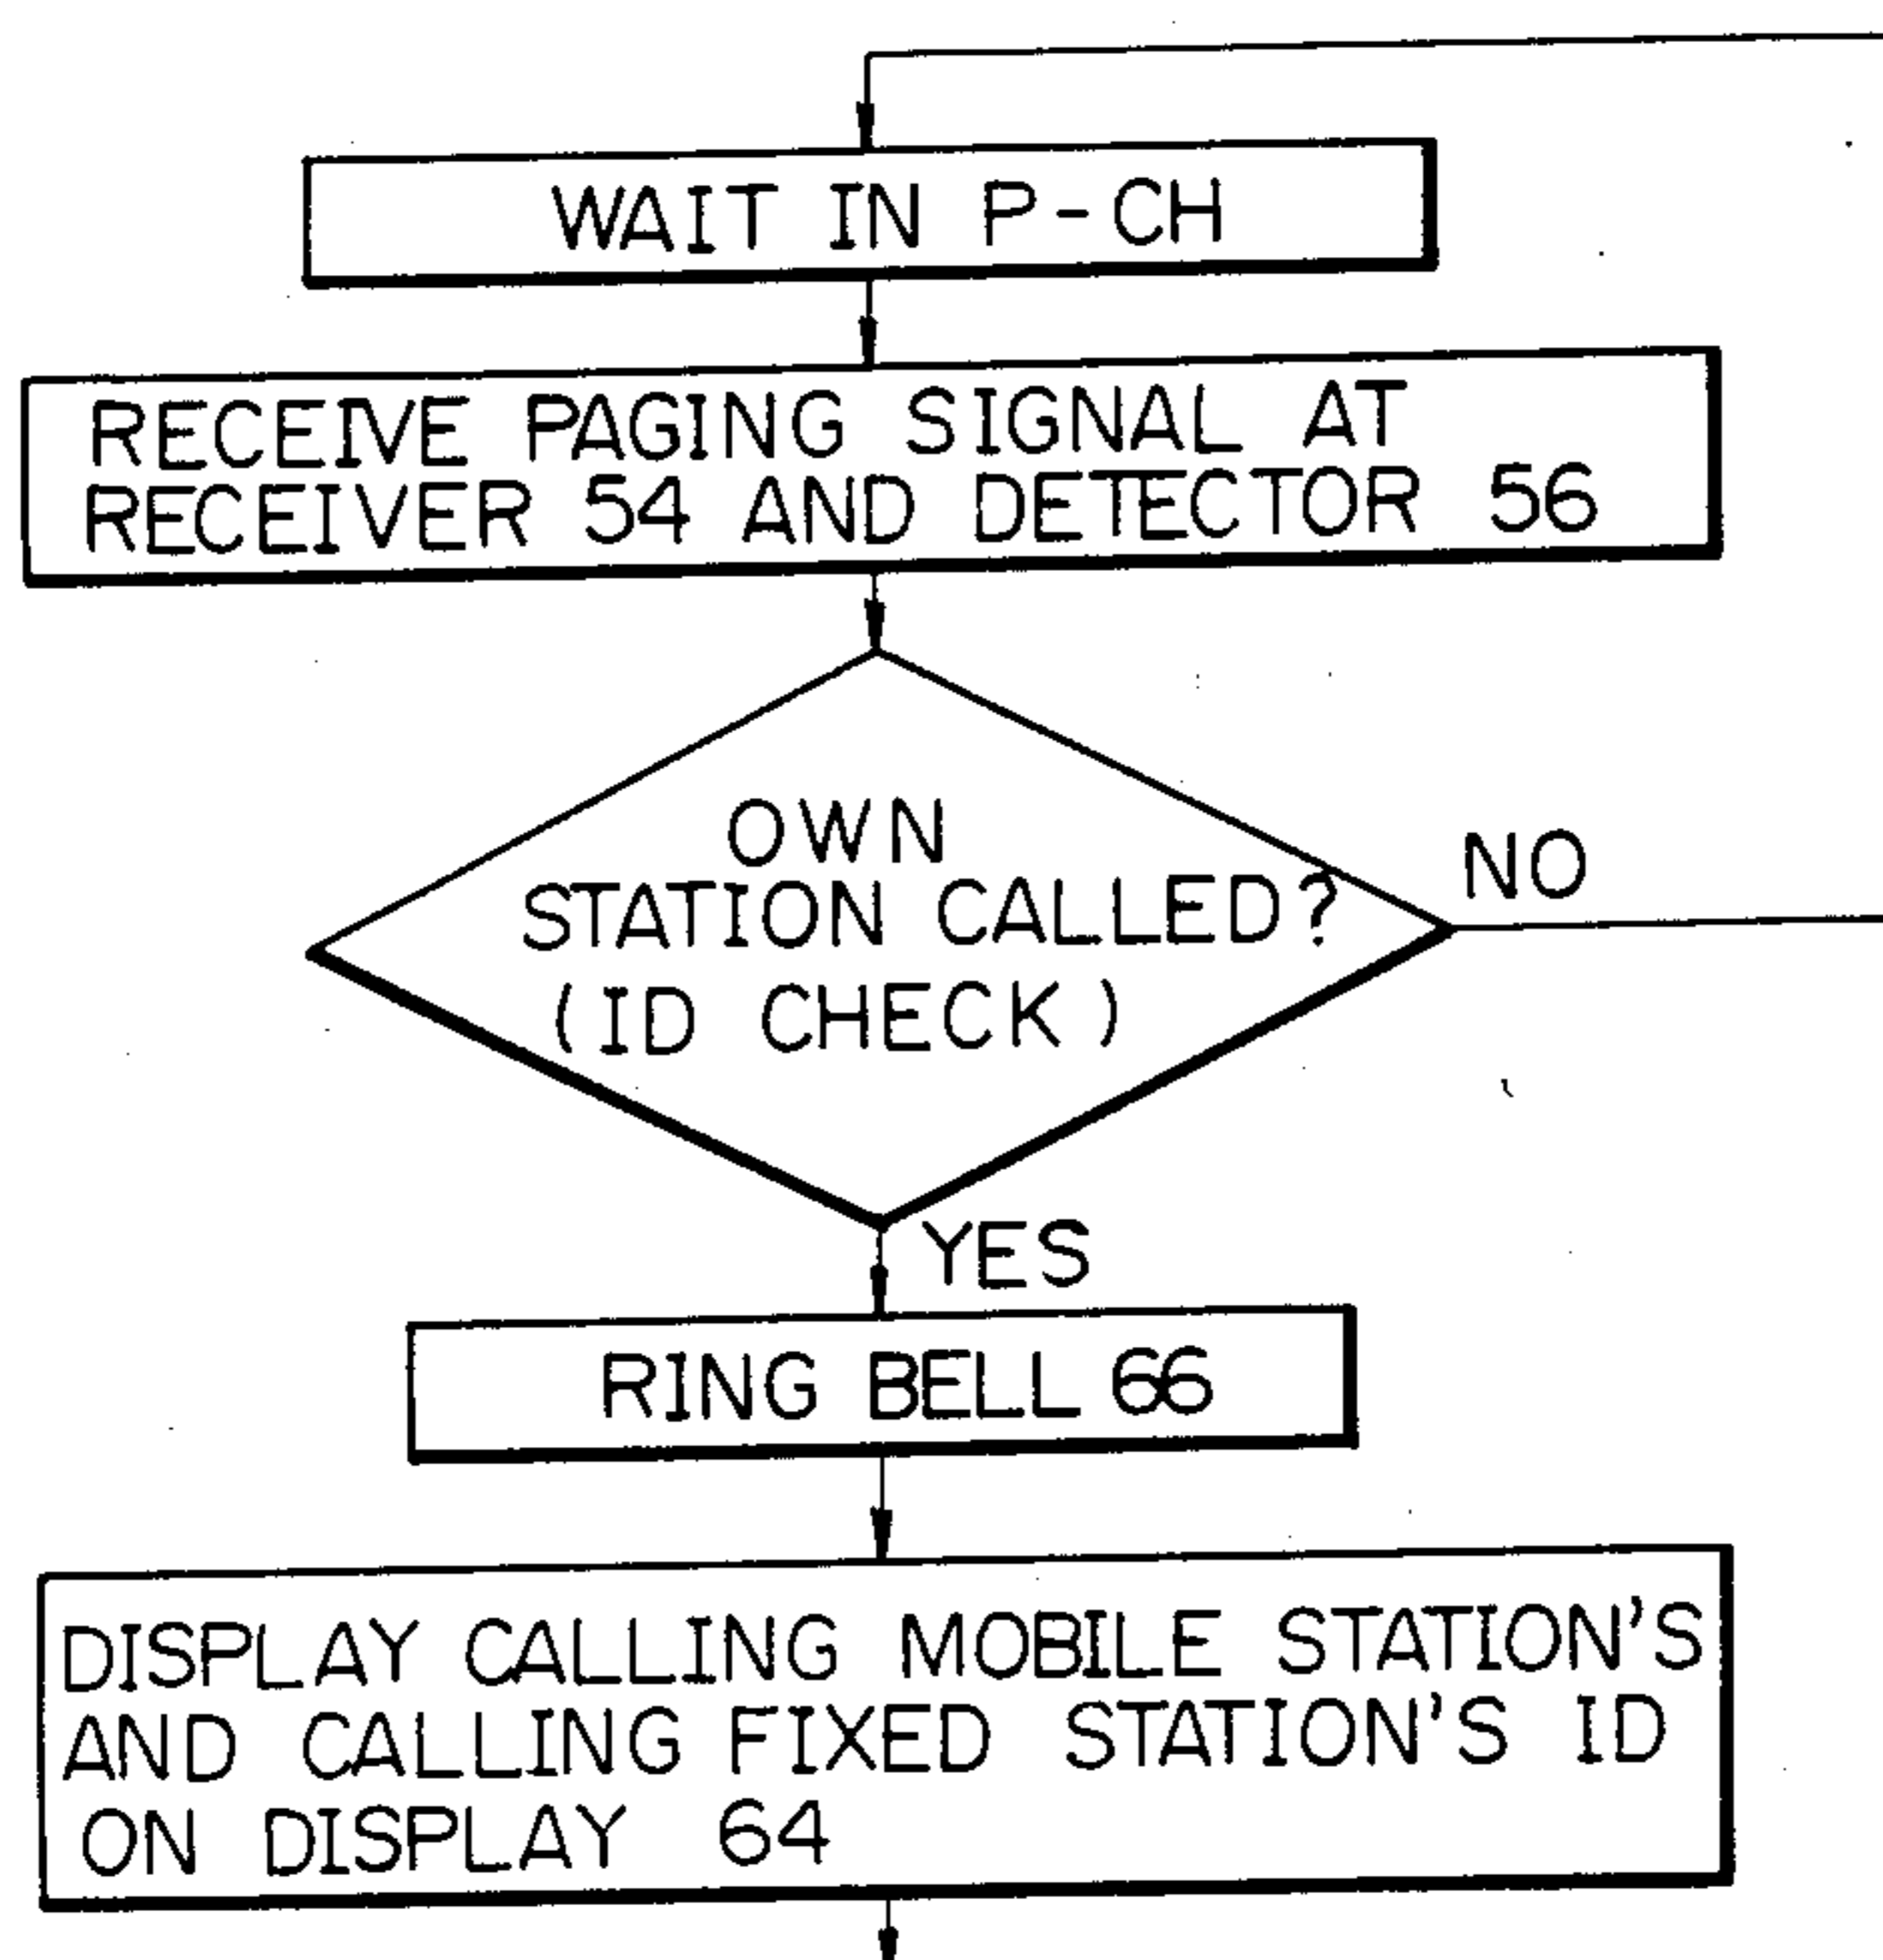 WAIT IN P-CH
RECEIVE PAGING SIGNAL AT
RECEIVER 54 AND DETECTOR 56
OWN
STATION CALLED?
(ID CHECK)
NO
YES
RING BELL 66
DISPLAY CALLING MOBILE STATION'S
AND CALLING FIXED STATION'S ID
ON DISPLAY 64